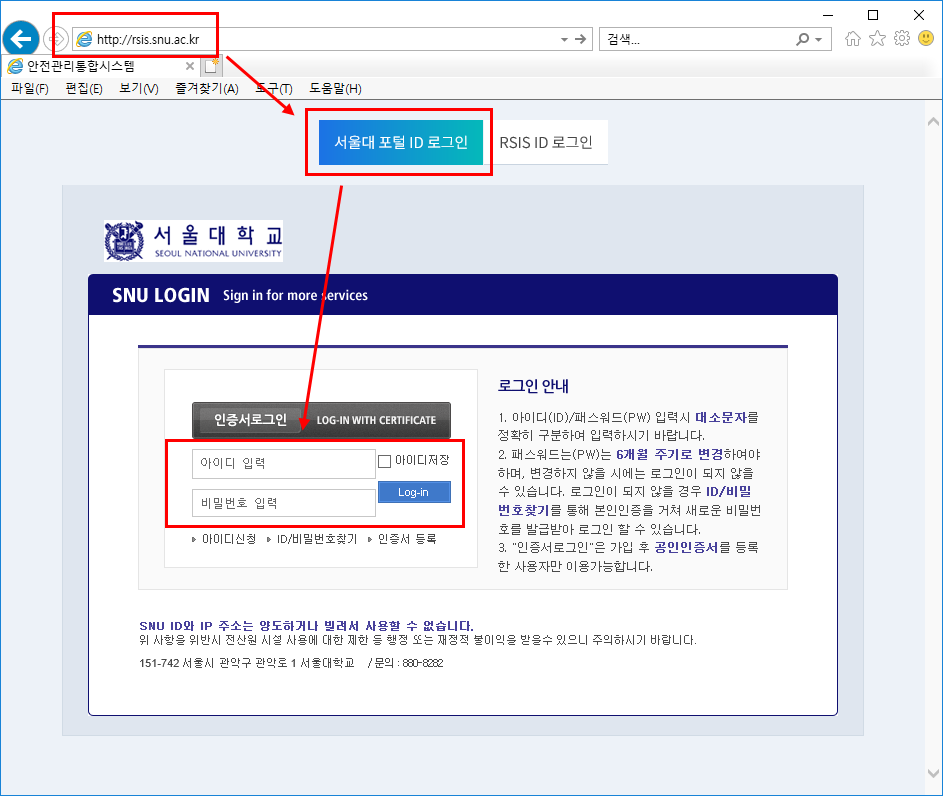 http://rsis.snu.ac.kr
검색...
안전관리통합시스템
파일(F) 편집(E) 보기(V) 즐겨찾기(A) 도구(T) 도움말(H)
서울대 포털 ID 로그인
RSIS ID 로그인
서울대학교
SEOUL NATIONAL UNIVERSITY
SNU LOGIN Sign in for more services
인증서로그인 LOG-IN WITH CERTIFICATE
아이디 입력
아이디저장
비밀번호 입력
Log-in
아이디신청 ID/비밀번호찾기 인증서 등록
로그인 안내
1. 아이디(ID)/패스워드(PW) 입력시 대소문자를
정확히 구분하여 입력하시기 바랍니다.
2. 패스워드는(PW)는 6개월 주기로 변경하여야
하며, 변경하지 않을 시에는 로그인이 되지 않을
수 있습니다. 로그인이 되지 않을 경우 ID/비밀
번호찾기를 통해 본인인증을 거쳐 새로운 비밀번
호를 발급받아 로그인 할 수 있습니다.
3. "인증서로그인"은 가입 후 공인인증서를 등록
한 사용자만 이용가능합니다.
SNU ID와 IP 주소는 양도하거나 빌려서 사용할 수 없습니다.
위 사항을 위반시 전산원 시설 사용에 대한 제한 등 행정 또는 재정적 불이익을 받을수 있으니 주의하시기 바랍니다.
151-742 서울시 관악구 관악로 1 서울대학교 / 문의 : 880-8282